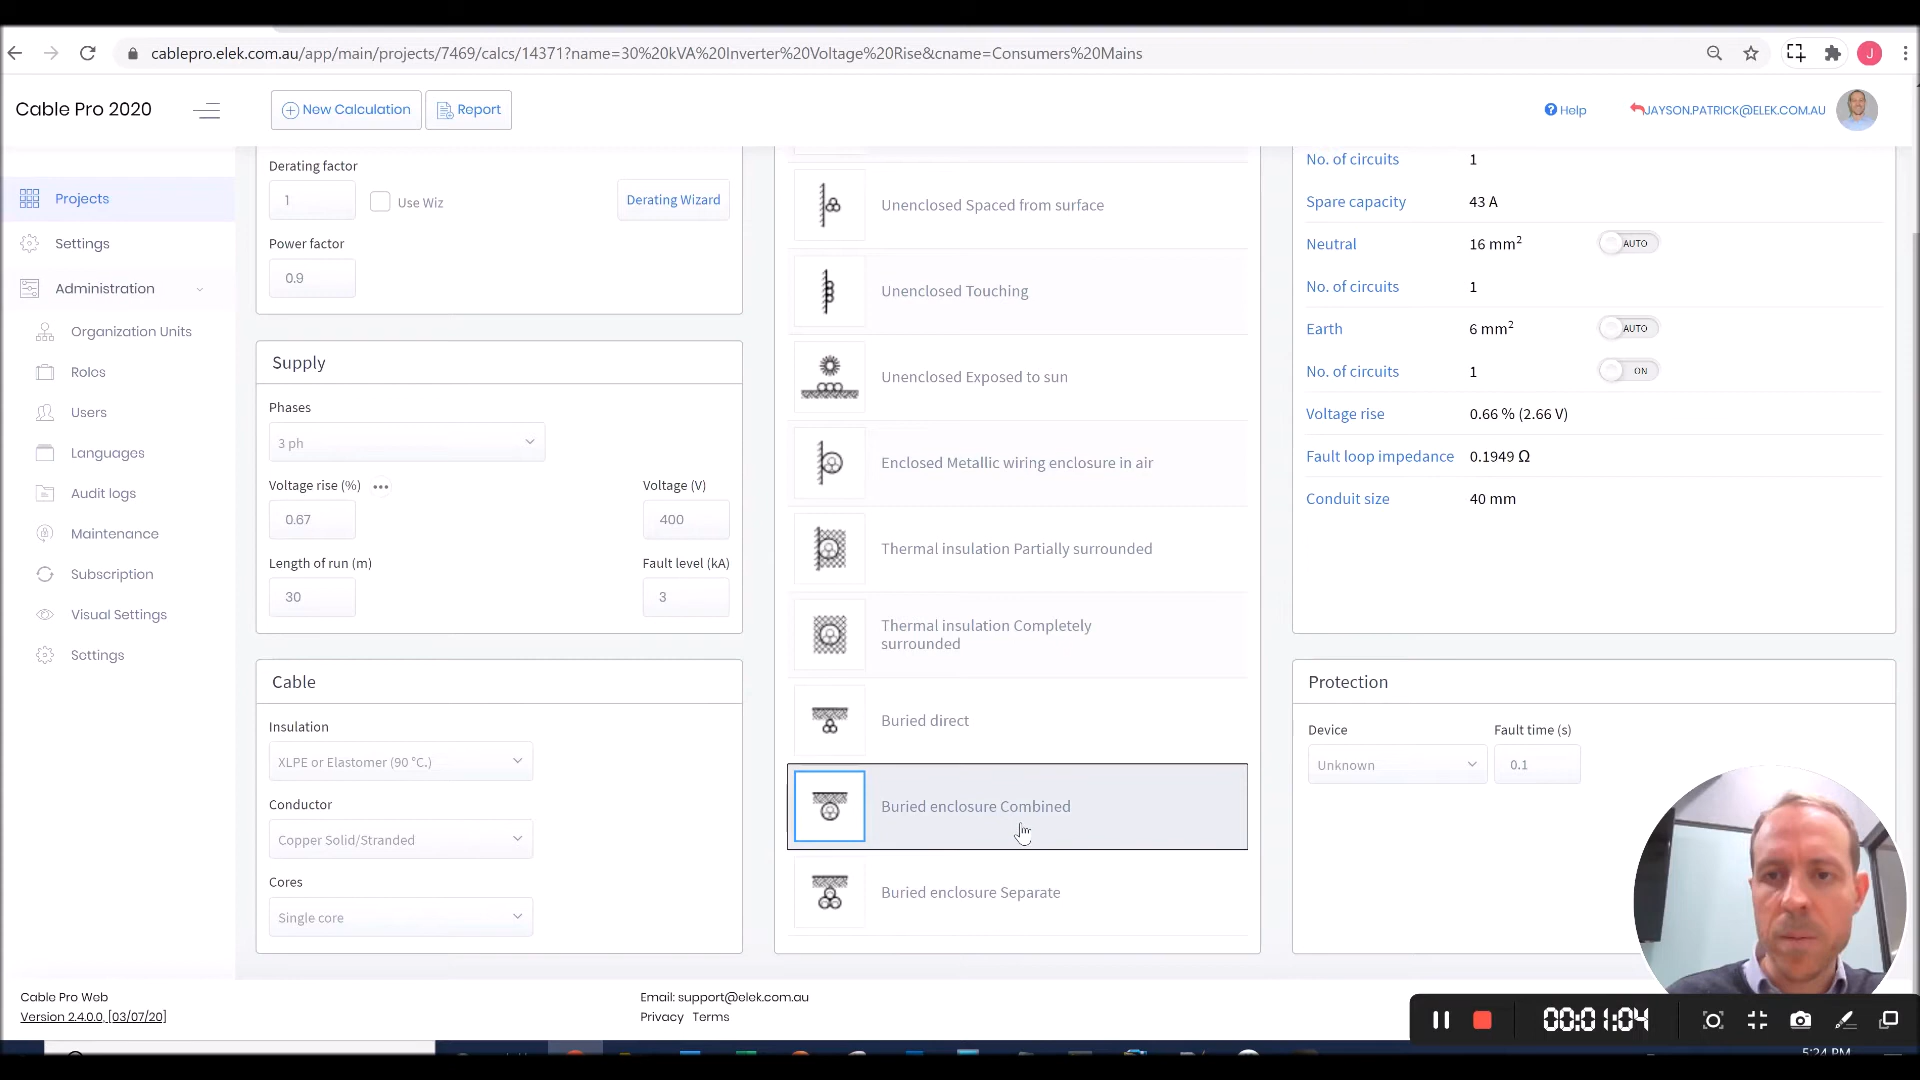 cablepro.elek.com.au/app/main/projects/7469/calcs/14371?name=30%20kVA%20Inverter%20Voltage%20Rise&cname=Consumers%20Mains
J
Cable Pro 2020
New Calculation
Report
Help
JAYSON.PATRICK@ELEK.COM.AU
Projects
Settings
Administration
Organization Units
Roles
Users
Languages
Audit logs
Maintenance
Subscription
Visual Settings
Settings
Derating factor
1
Use Wiz
Derating Wizard
Power factor
0.9
Supply
Phases
3 ph
Voltage rise (%)
Voltage (V)
0.67
400
Length of run (m)
Fault level (kA)
30
3
Cable
Insulation
XLPE or Elastomer (90 °C.)
Conductor
Copper Solid/Stranded
Cores
Single core
Unenclosed Spaced from surface
Unenclosed Touching
Unenclosed Exposed to sun
Enclosed Metallic wiring enclosure in air
Thermal insulation Partially surrounded
Thermal insulation Completely
surrounded
Buried direct
Buried enclosure Combined
Buried enclosure Separate
No. of circuits 1
Spare capacity 43 A
Neutral 16 mm² AUTO
No. of circuits 1
Earth 6 mm² AUTO
No. of circuits 1 ON
Voltage rise 0.66 % (2.66 V)
Fault loop impedance 0.1949 Ω
Conduit size 40 mm
Protection
Device
Fault time (s)
Unknown
0.1
Cable Pro Web
Version 2.4.0.0, [03/07/20]
Email: support@elek.com.au
Privacy Terms
00:01:04
5:24 PM